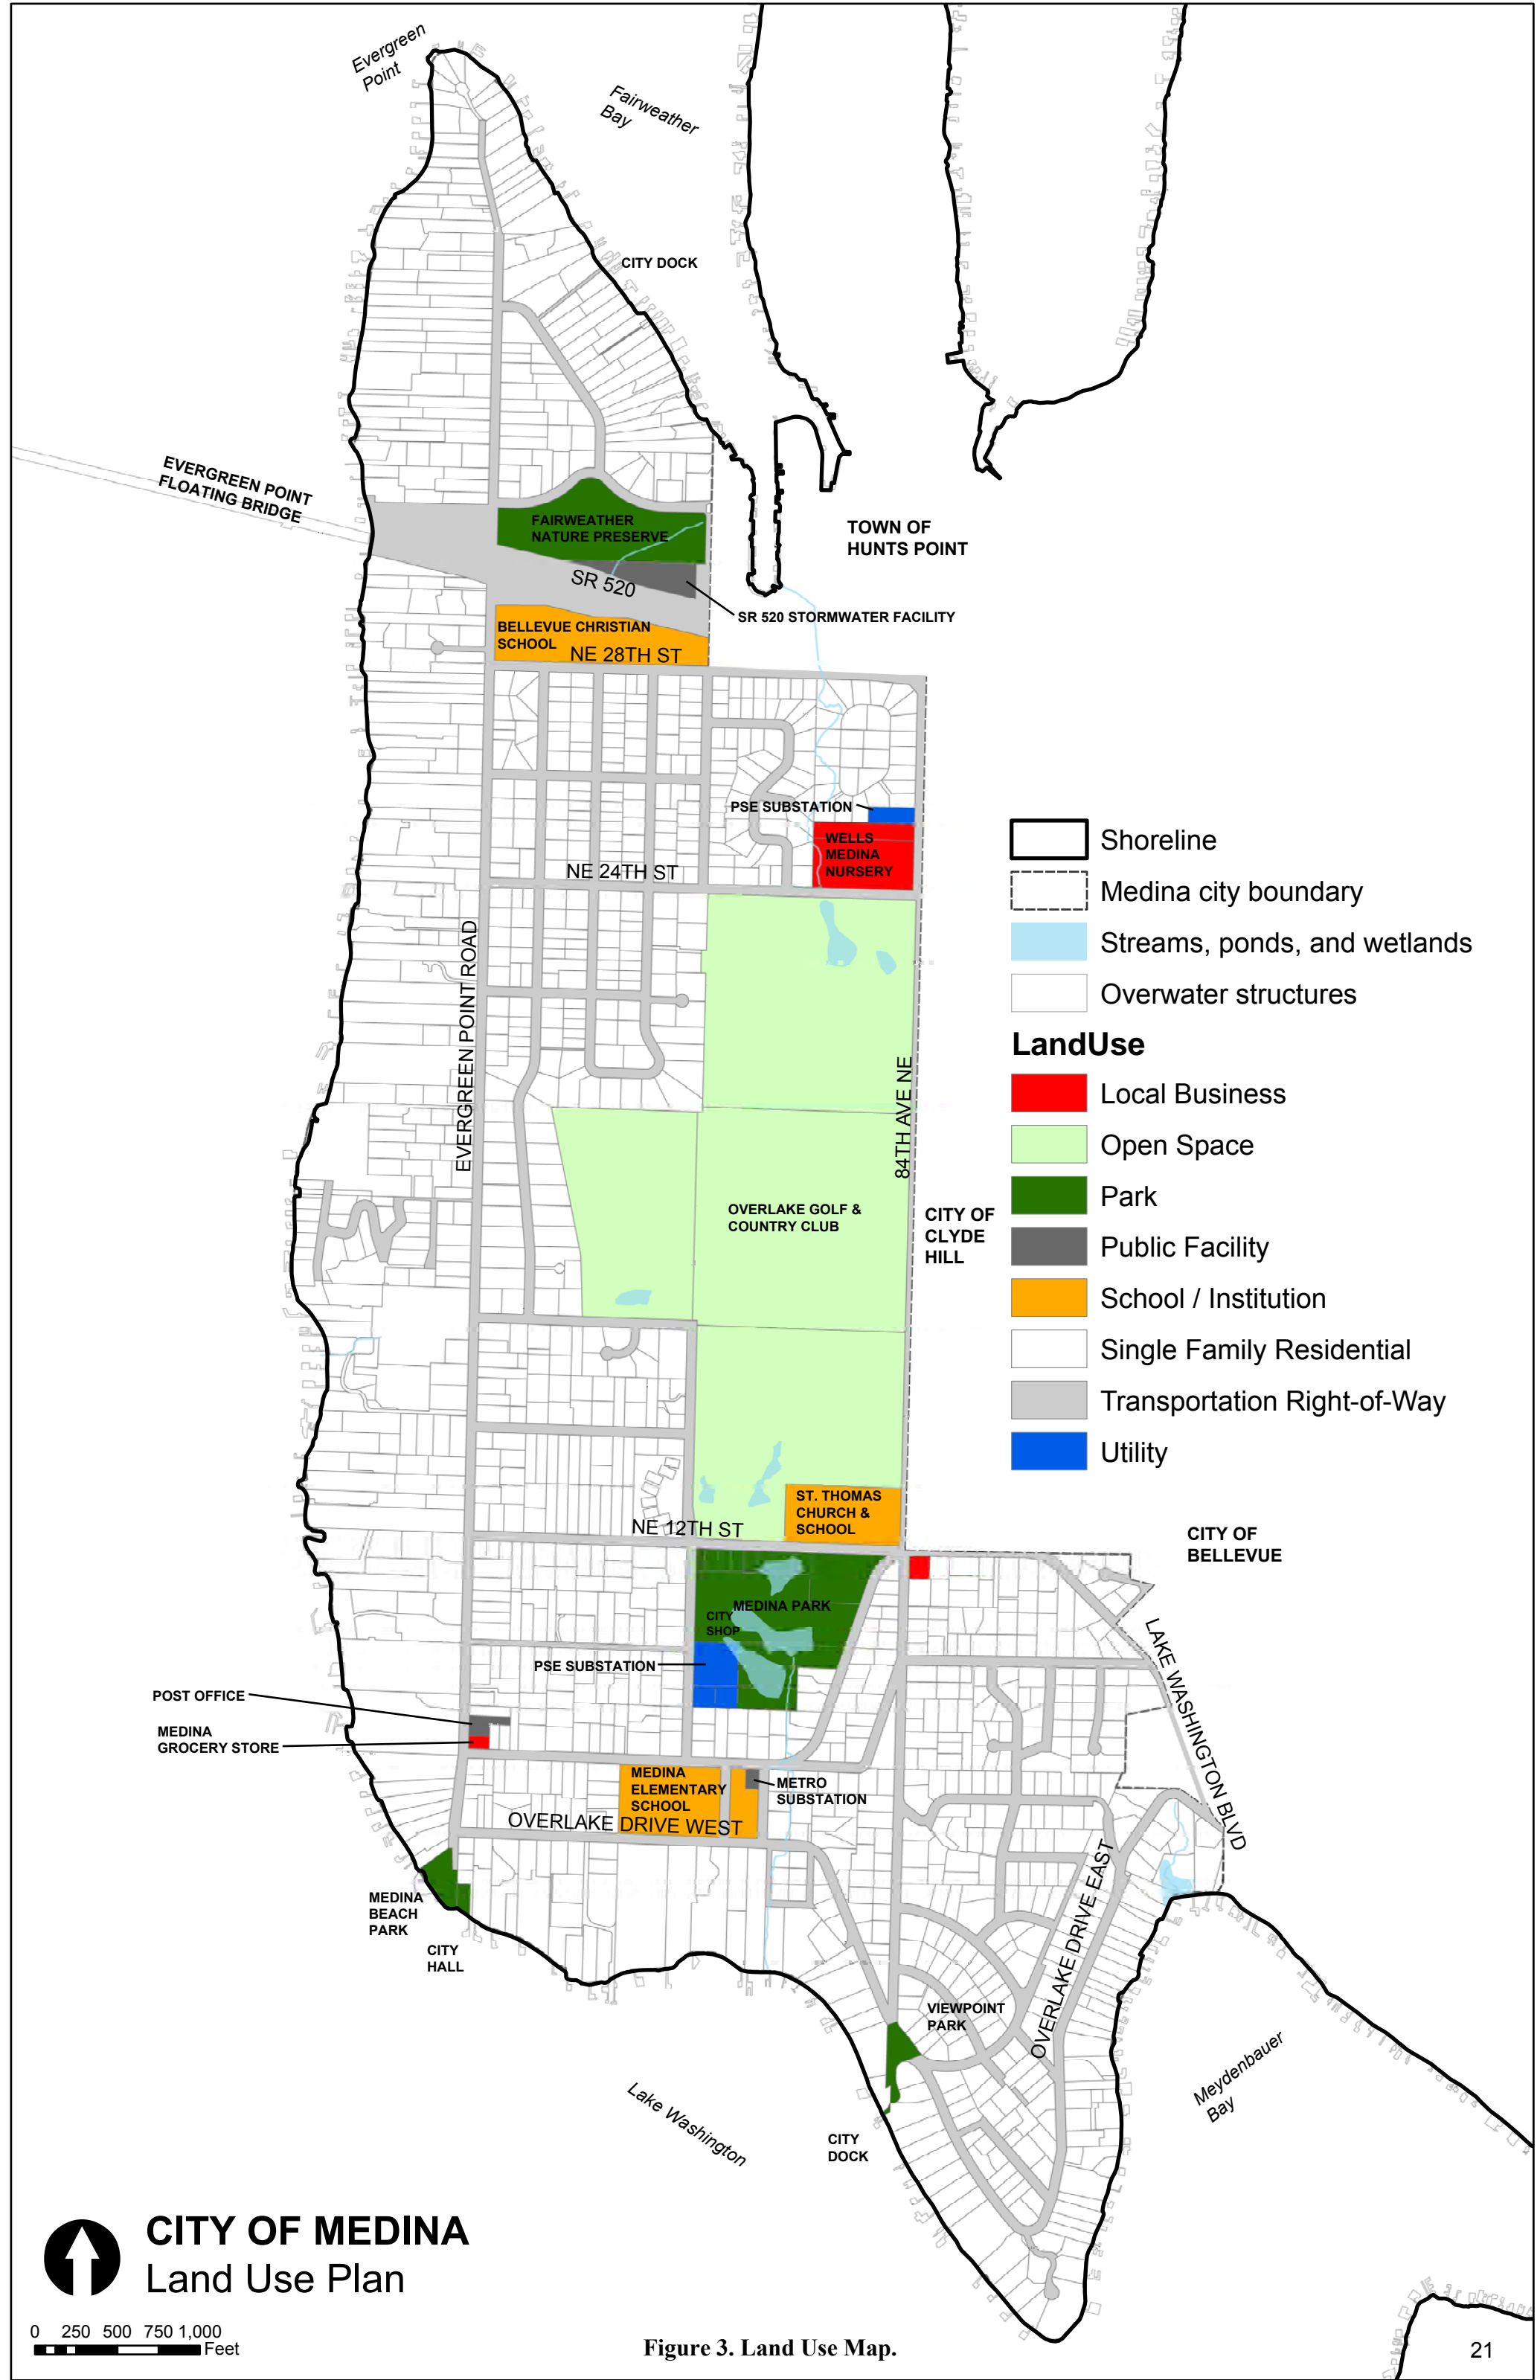 Evergreen
Point
Fairweather
Bay
CITY DOCK
EVERGREEN POINT
FLOATING BRIDGE
FAIRWEATHER
NATURE PRESERVE
TOWN OF
HUNTS POINT
SR 520
SR 520 STORMWATER FACILITY
BELLEVUE CHRISTIAN
SCHOOL
NE 28TH ST
PSE SUBSTATION
WELLS
MEDINA
NURSERY
NE 24TH ST
EVERGREEN POINT ROAD
84TH AVE NE
OVERLAKE GOLF &
COUNTRY CLUB
CITY OF
CLYDE
HILL
Shoreline
Medina city boundary
Streams, ponds, and wetlands
Overwater structures
LandUse
Local Business
Open Space
Park
Public Facility
School / Institution
Single Family Residential
Transportation Right-of-Way
Utility
ST. THOMAS
CHURCH &
SCHOOL
NE 12TH ST
CITY OF
BELLEVUE
MEDINA PARK
CITY
SHOP
PSE SUBSTATION
LAKE WASHINGTON BLVD
POST OFFICE
MEDINA
GROCERY STORE
MEDINA
ELEMENTARY
SCHOOL
METRO
SUBSTATION
OVERLAKE DRIVE WEST
OVERLAKE DRIVE EAST
MEDINA
BEACH
PARK
CITY
HALL
VIEWPOINT
PARK
Lake Washington
CITY
DOCK
Meydenbauer
Bay
CITY OF MEDINA
Land Use Plan
0 250 500 750 1,000
Feet
Figure 3. Land Use Map.
21